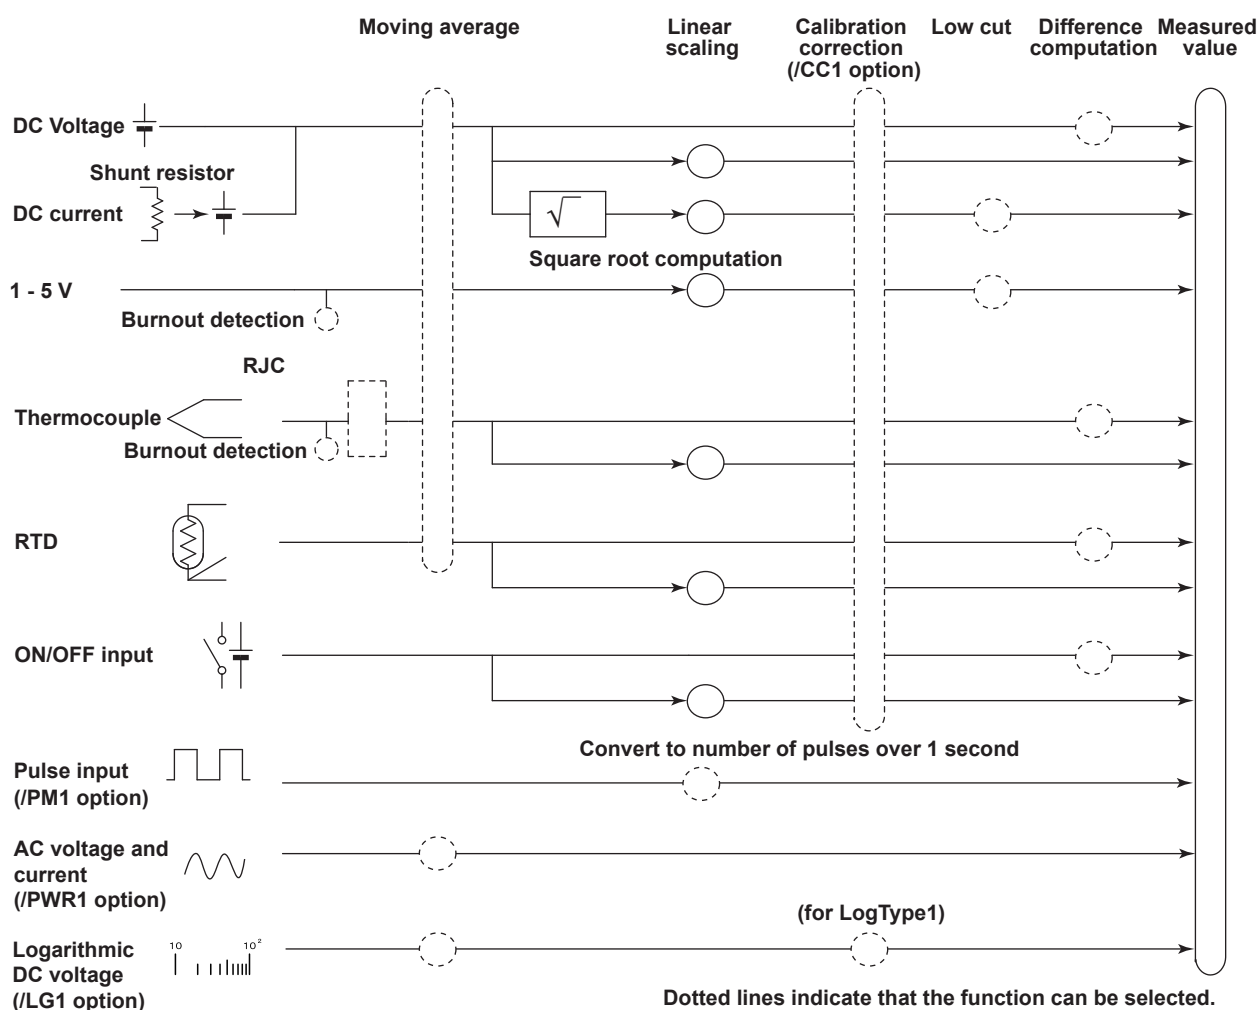 Moving average
Linear
scaling
Calibration
correction
(/CC1 option)
Low cut
Difference
computation
Measured
value
DC Voltage
Shunt resistor
DC current
√
Square root computation
1 - 5 V
Burnout detection
RJC
Thermocouple
Burnout detection
RTD
ON/OFF input
Convert to number of pulses over 1 second
Pulse input
(/PM1 option)
AC voltage and
current
(/PWR1 option)
(for LogType1)
Logarithmic
DC voltage
(/LG1 option)
10 10²
Dotted lines indicate that the function can be selected.